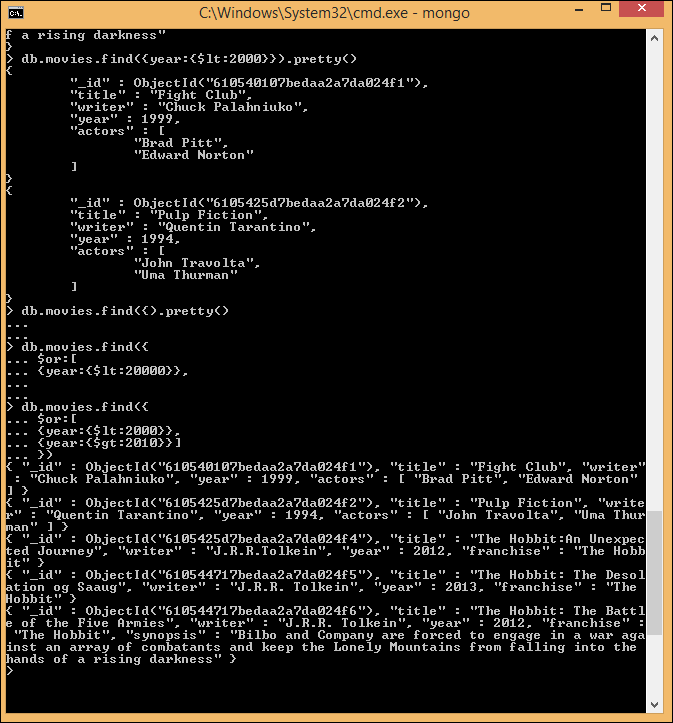 C:\Windows\System32\cmd.exe - mongo
f a rising darkness"
}
> db.movies.find({year:{$lt:2000}}).pretty()
{
        "_id" : ObjectId("610540107bedaa2a7da024f1"),
        "title" : "Fight Club",
        "writer" : "Chuck Palahniuko",
        "year" : 1999,
        "actors" : [
                "Brad Pitt",
                "Edward Norton"
        ]
}
{
        "_id" : ObjectId("6105425d7bedaa2a7da024f2"),
        "title" : "Pulp Fiction",
        "writer" : "Quentin Tarantino",
        "year" : 1994,
        "actors" : [
                "John Travolta",
                "Uma Thurman"
        ]
}
> db.movies.find({).pretty()
...
...
> db.movies.find({
... $or:[
... {year:{$lt:20000}},
...
...
> db.movies.find({
... $or:[
... {year:{$lt:2000}},
... {year:{$gt:2010}}]
... })
{ "_id" : ObjectId("610540107bedaa2a7da024f1"), "title" : "Fight Club", "writer"
 : "Chuck Palahniuko", "year" : 1999, "actors" : [ "Brad Pitt", "Edward Norton"
] }
{ "_id" : ObjectId("6105425d7bedaa2a7da024f2"), "title" : "Pulp Fiction", "write
r" : "Quentin Tarantino", "year" : 1994, "actors" : [ "John Travolta", "Uma Thur
man" ] }
{ "_id" : ObjectId("6105425d7bedaa2a7da024f4"), "title" : "The Hobbit:An Unexpec
ted Journey", "writer" : "J.R.R.Tolkein", "year" : 2012, "franchise" : "The Hobb
it" }
{ "_id" : ObjectId("610544717bedaa2a7da024f5"), "title" : "The Hobbit: The Desol
ation og Saaug", "writer" : "J.R.R. Tolkein", "year" : 2013, "franchise" : "The
Hobbit" }
{ "_id" : ObjectId("610544717bedaa2a7da024f6"), "title" : "The Hobbit: The Battl
e of the Five Armies", "writer" : "J.R.R. Tolkein", "year" : 2012, "franchise" :
 "The Hobbit", "synopsis" : "Bilbo and Company are forced to engage in a war aga
inst an array of combatants and keep the Lonely Mountains from falling into the
hands of a rising darkness" }
>